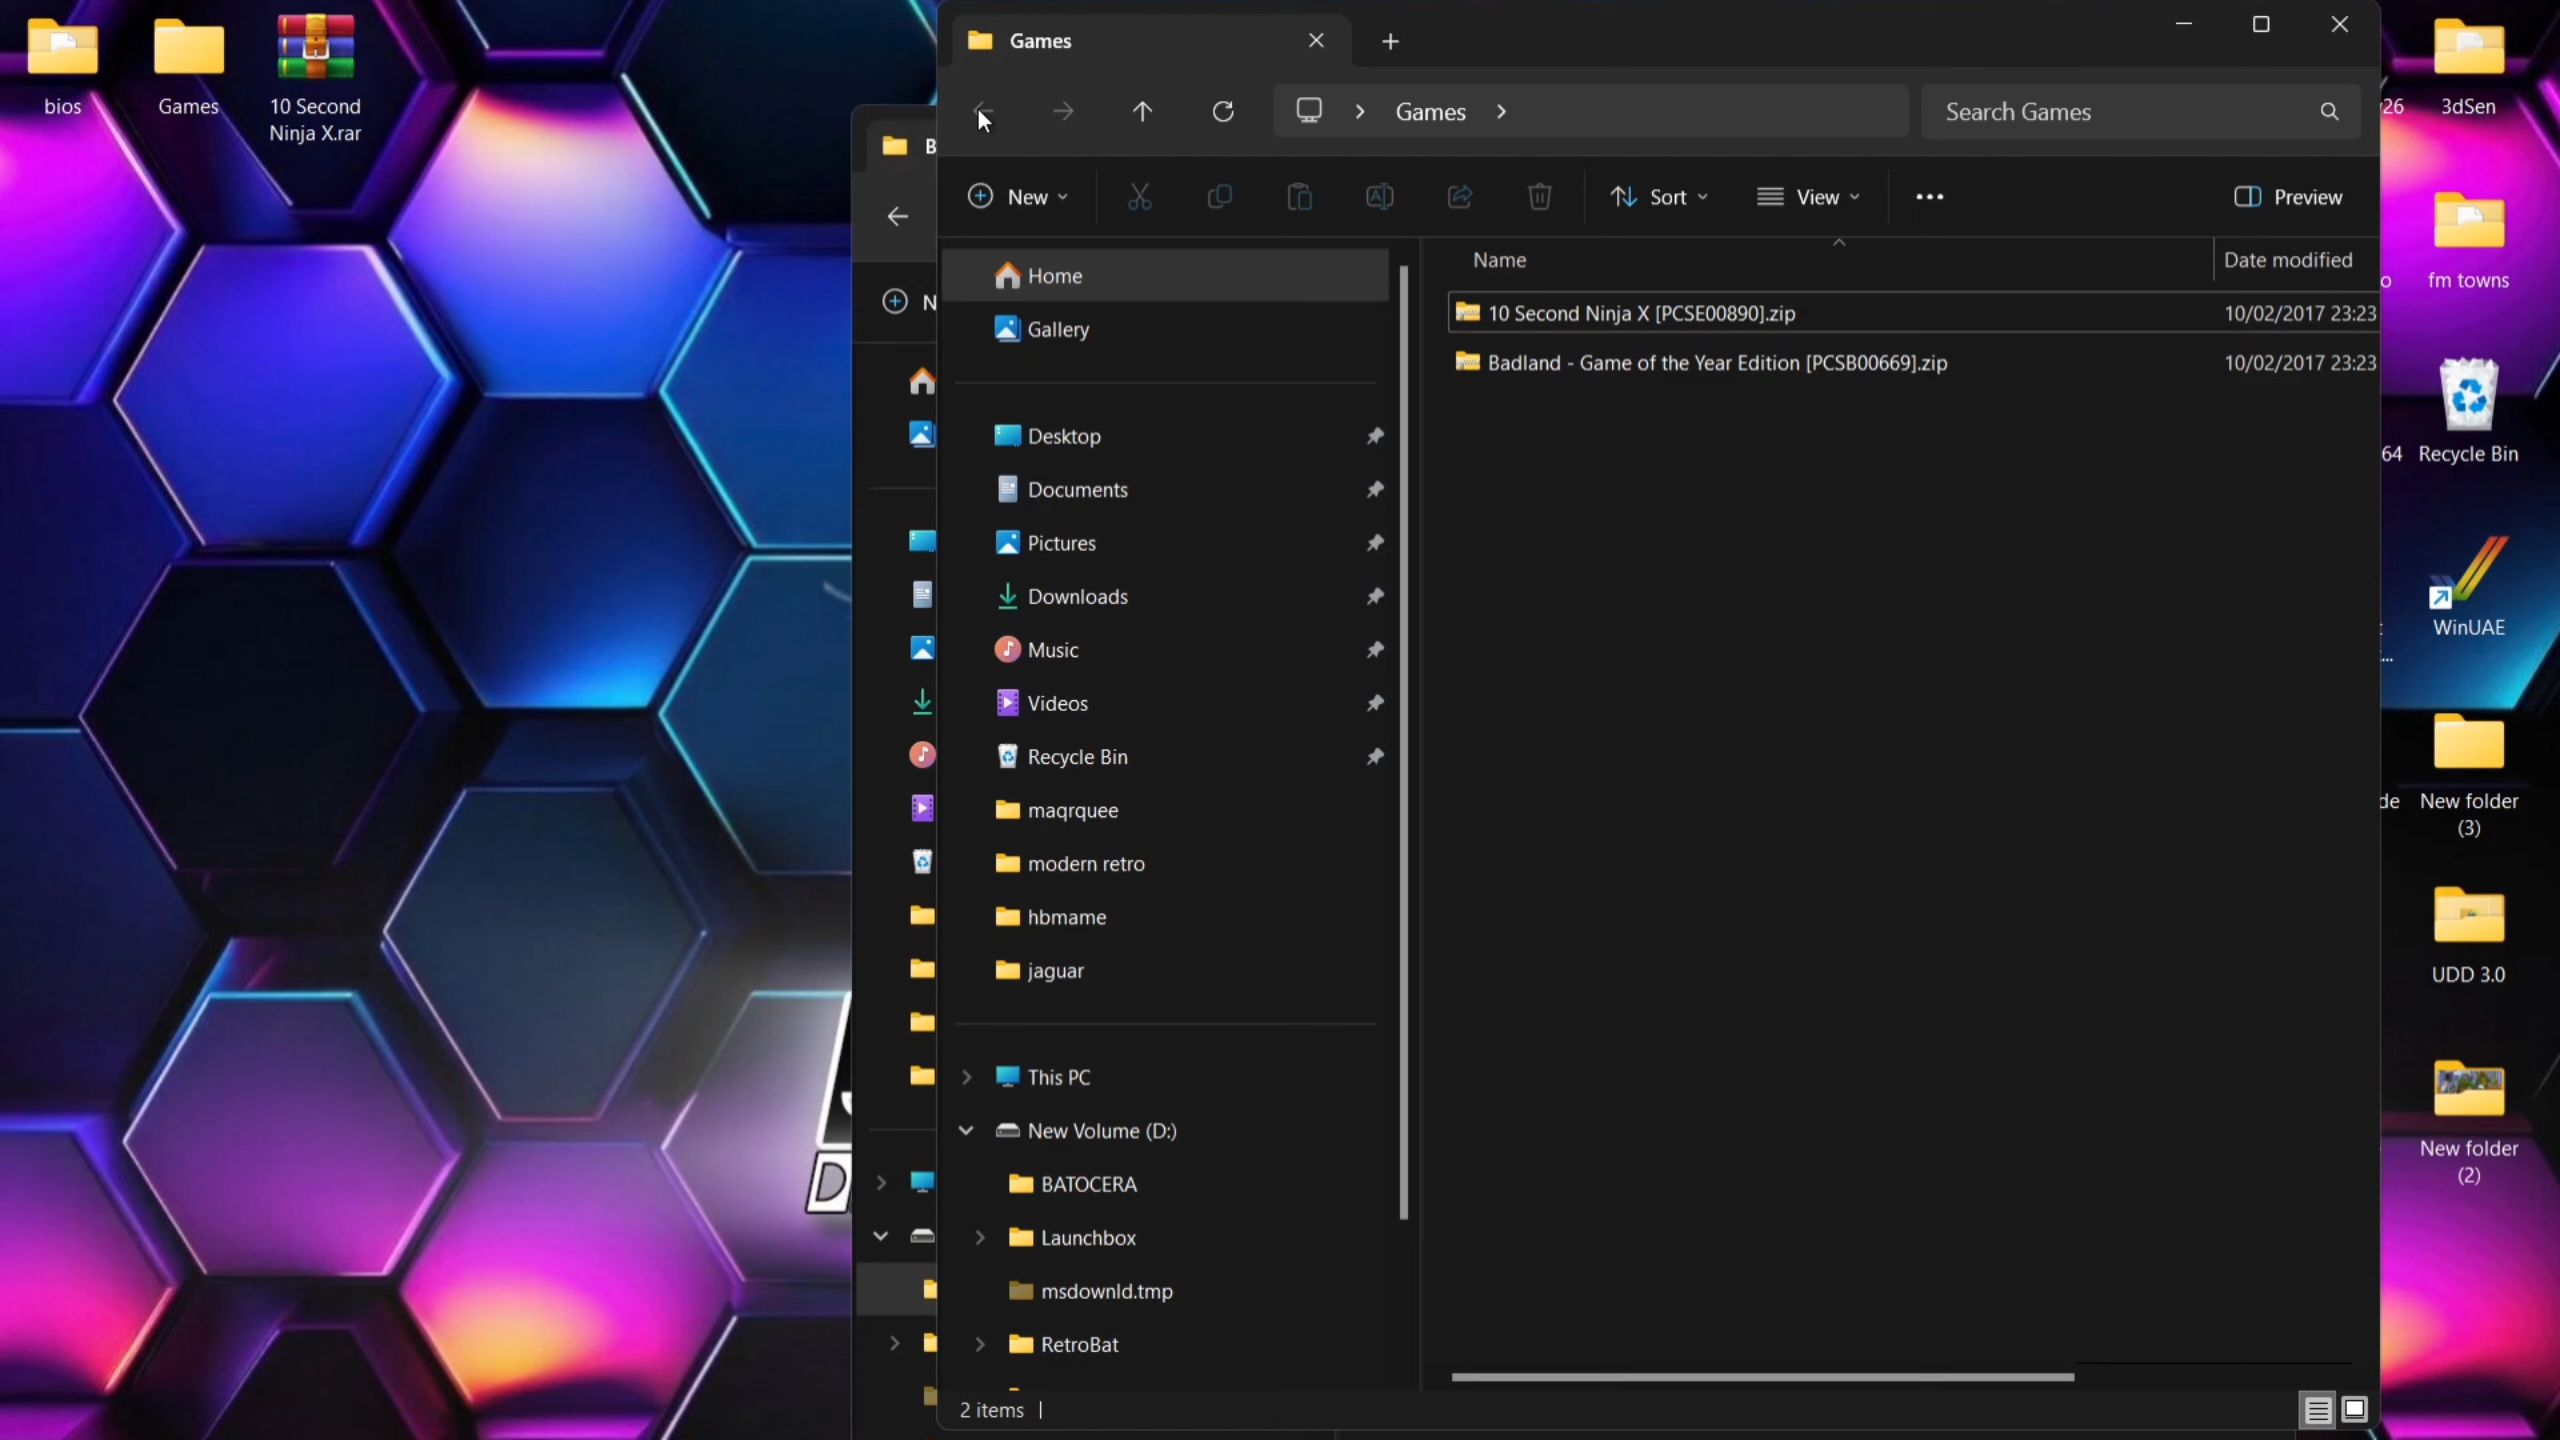 bios
Games
10 Second
Ninja X.rar
B
N
D
Games
Games
Search Games
New
Sort
View
Preview
Home
Gallery
Desktop
Documents
Pictures
Downloads
Music
Videos
Recycle Bin
maqrquee
modern retro
hbmame
jaguar
This PC
New Volume (D:)
BATOCERA
Launchbox
msdownld.tmp
RetroBat
Name
Date modified
10 Second Ninja X [PCSE00890].zip
10/02/2017 23:23
Badland - Game of the Year Edition [PCSB00669].zip
10/02/2017 23:23
2 items
26
3dSen
o
fm towns
64
Recycle Bin
WinUAE
...
de
New folder
(3)
UDD 3.0
New folder
(2)